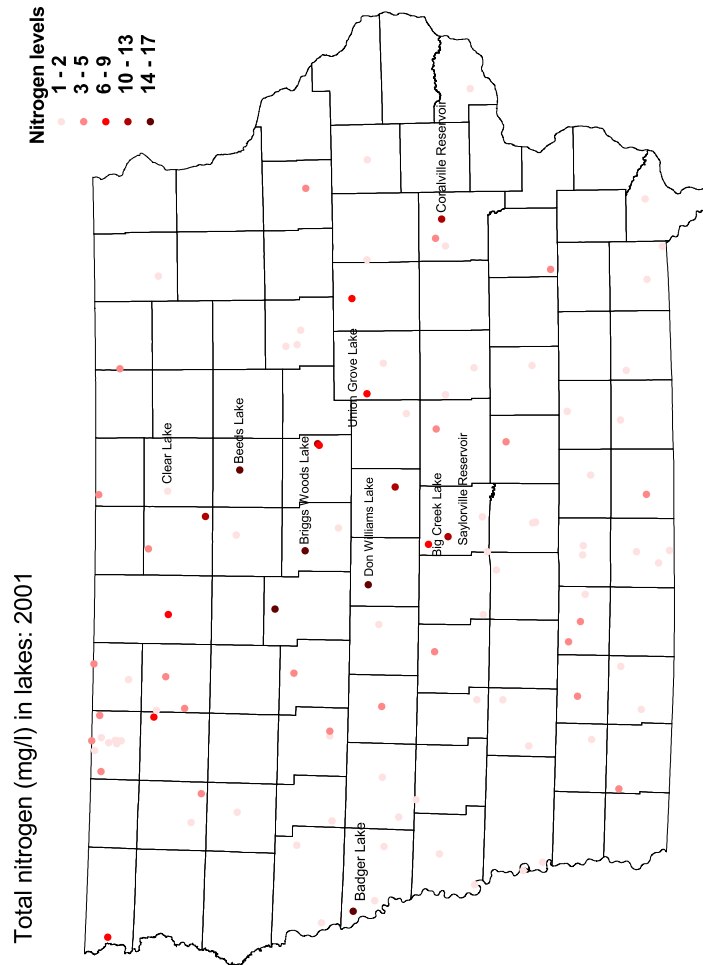 Total nitrogen (mg/l) in lakes: 2001
Nitrogen levels
1 - 2
3 - 5
6 - 9
10 - 13
14 - 17
Clear Lake
Beeds Lake
Briggs Woods Lake
Union Grove Lake
Don Williams Lake
Badger Lake
Big Creek Lake
Saylorville Reservoir
Coralville Reservoir